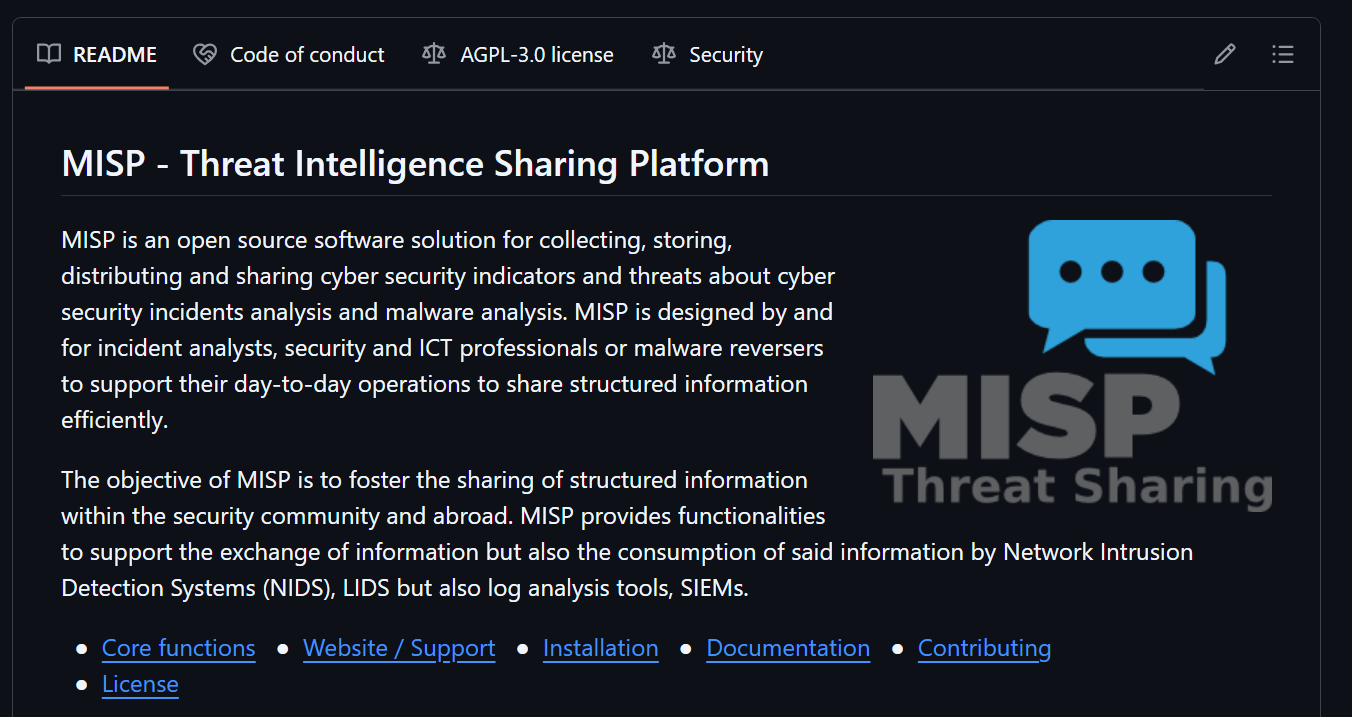 README Code of conduct AGPL-3.0 license Security
MISP - Threat Intelligence Sharing Platform
MISP is an open source software solution for collecting, storing,
distributing and sharing cyber security indicators and threats about cyber
security incidents analysis and malware analysis. MISP is designed by and
for incident analysts, security and ICT professionals or malware reversers
to support their day-to-day operations to share structured information
efficiently.
MISP
Threat Sharing
The objective of MISP is to foster the sharing of structured information
within the security community and abroad. MISP provides functionalities
to support the exchange of information but also the consumption of said information by Network Intrusion
Detection Systems (NIDS), LIDS but also log analysis tools, SIEMs.
• Core functions • Website / Support • Installation • Documentation • Contributing
• License